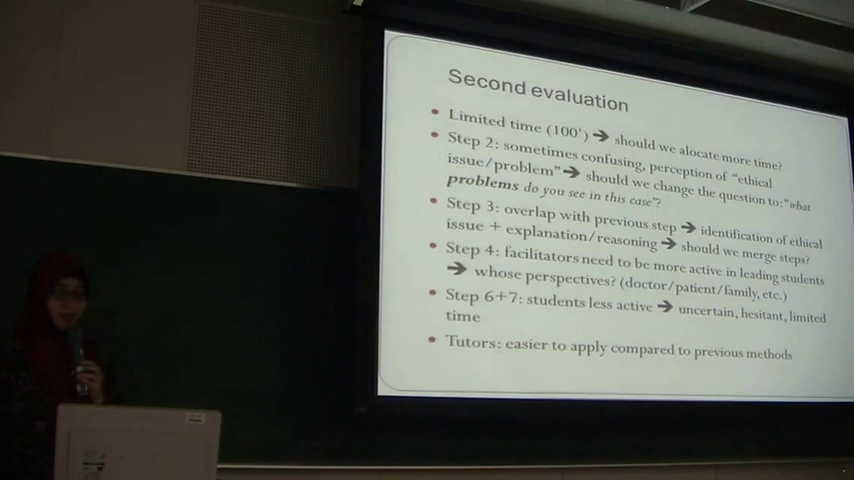 Second evaluation
• Limited time (100') ➔ should we alocate more time?
• Step 2: sometimes confusing, perception of "ethical
issue/problem" ➔ should we change the question to: "what
problems do you see in this case"?
• Step 3: overlap with previous step ➔ identification of ethical
issue + explanation/reasoning ➔ should we merge steps?
• Step 4: facilitators need to be more active in leading students
➔ whose perspectives? (doctor/patient/family, etc.)
• Step 6+7: students less active ➔ uncertain, hesitant, limited
time
• Tutors: easier to apply compared to previous methods